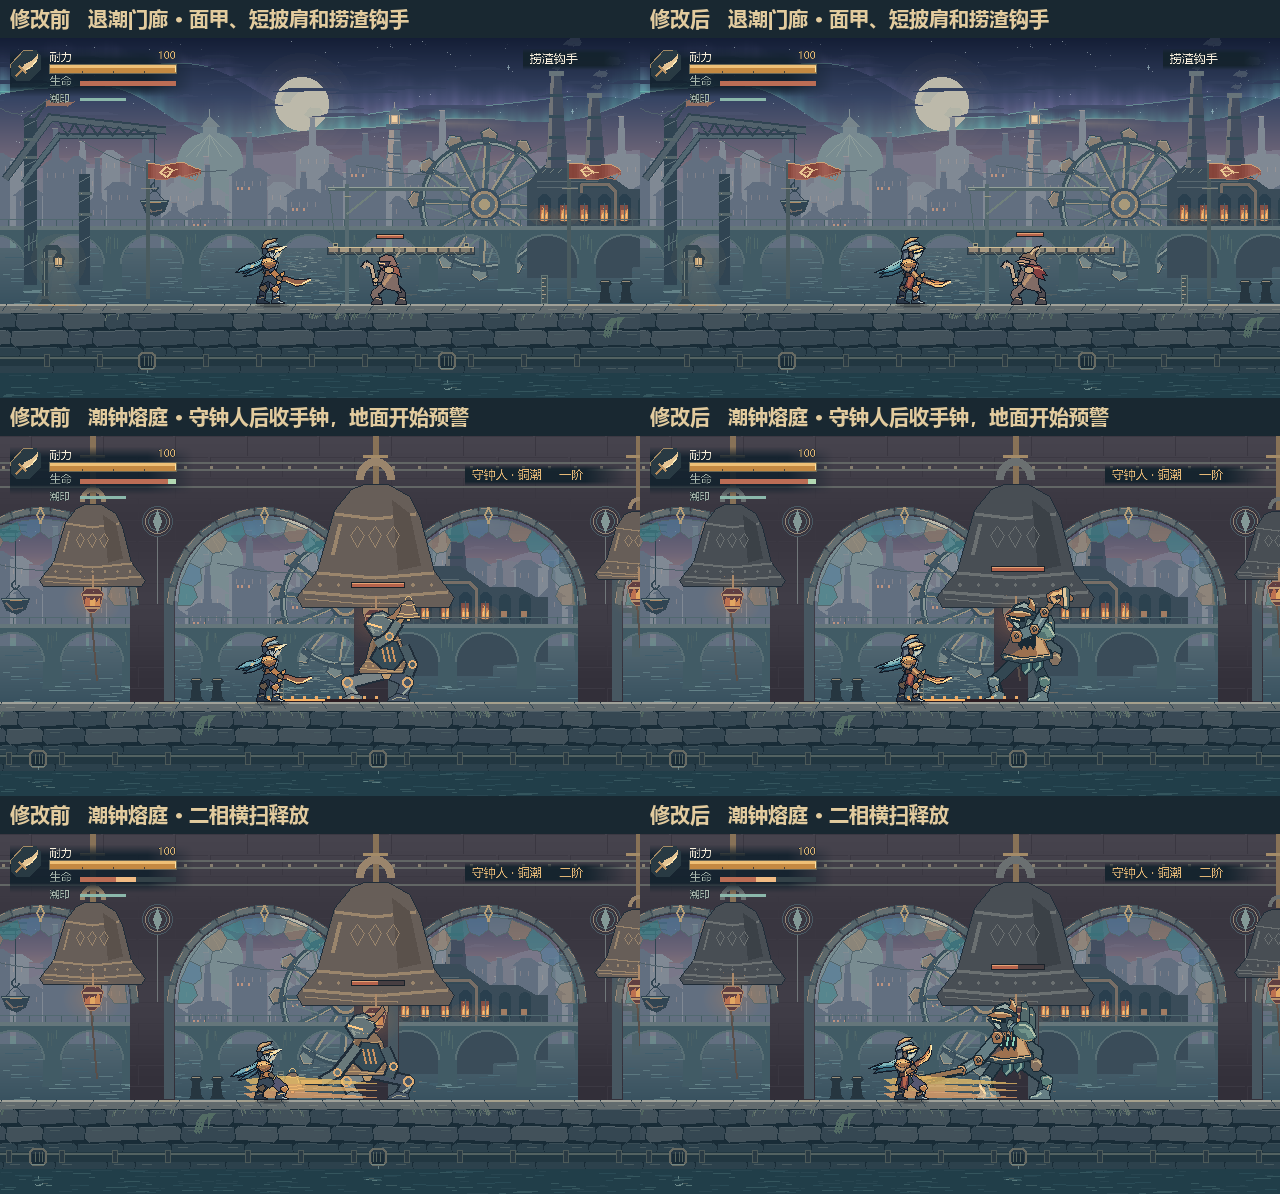 修改前 退潮门廊·面甲、短披肩和捞渣钩手
修改后 退潮门廊·面甲、短披肩和捞渣钩手
耐力 100
生命
潮印
捞渣钩手
耐力 100
生命
潮印
捞渣钩手
修改前 潮钟熔庭·守钟人后收手钟，地面开始预警
修改后 潮钟熔庭·守钟人后收手钟，地面开始预警
耐力 100
生命
潮印
守钟人·铜潮 一阶
耐力 100
生命
潮印
守钟人·铜潮 一阶
修改前 潮钟熔庭·二相横扫释放
修改后 潮钟熔庭·二相横扫释放
耐力 100
生命
潮印
守钟人·铜潮 二阶
耐力 100
生命
潮印
守钟人·铜潮 二阶